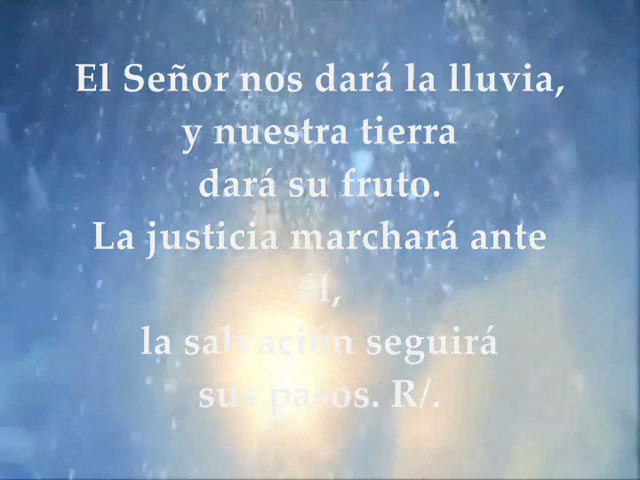 El Señor nos dará la lluvia,
y nuestra tierra
dará su fruto.
La justicia marchará ante
él,
la salvación seguirá
sus pasos. R/.